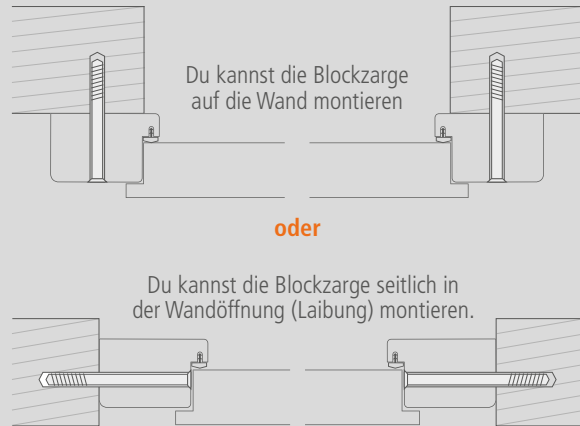 Du kannst die Blockzarge
auf die Wand montieren
oder
Du kannst die Blockzarge seitlich in
der Wandöffnung (Laibung) montieren.